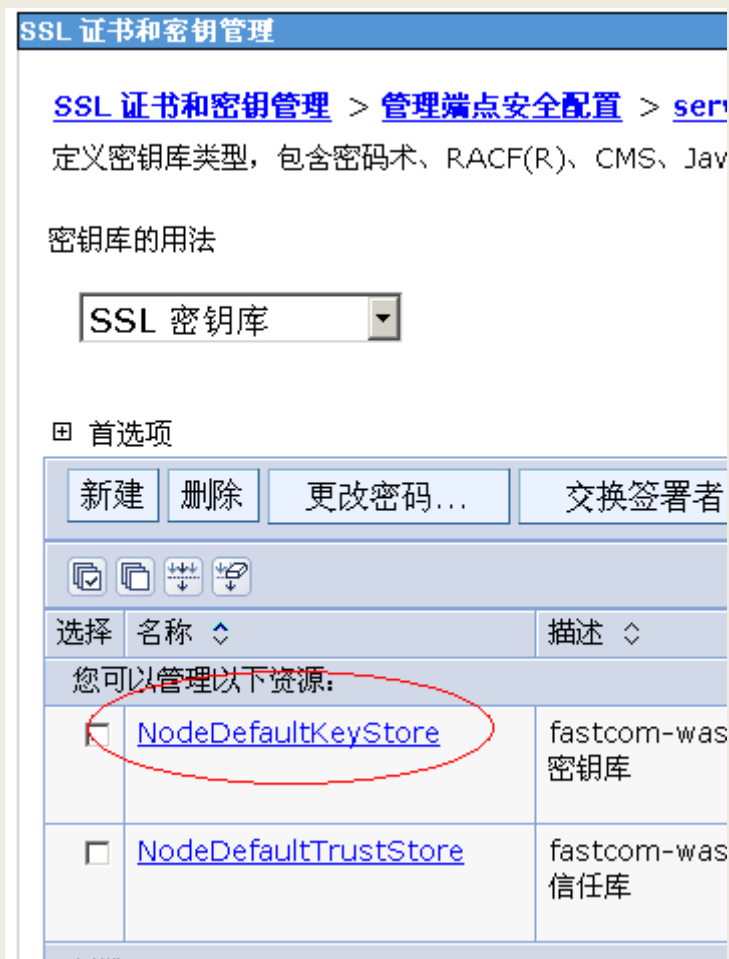 SSL 证书和密钥管理
SSL 证书和密钥管理 > 管理端点安全配置 > serv
定义密钥库类型，包含密码术、RACF(R)、CMS、Jav
密钥库的用法
SSL 密钥库
首选项
新建 删除 更改密码... 交换签署者
选择 名称 描述
您可以管理以下资源:
NodeDefaultKeyStore fastcom-was
密钥库
NodeDefaultTrustStore fastcom-was
信任库